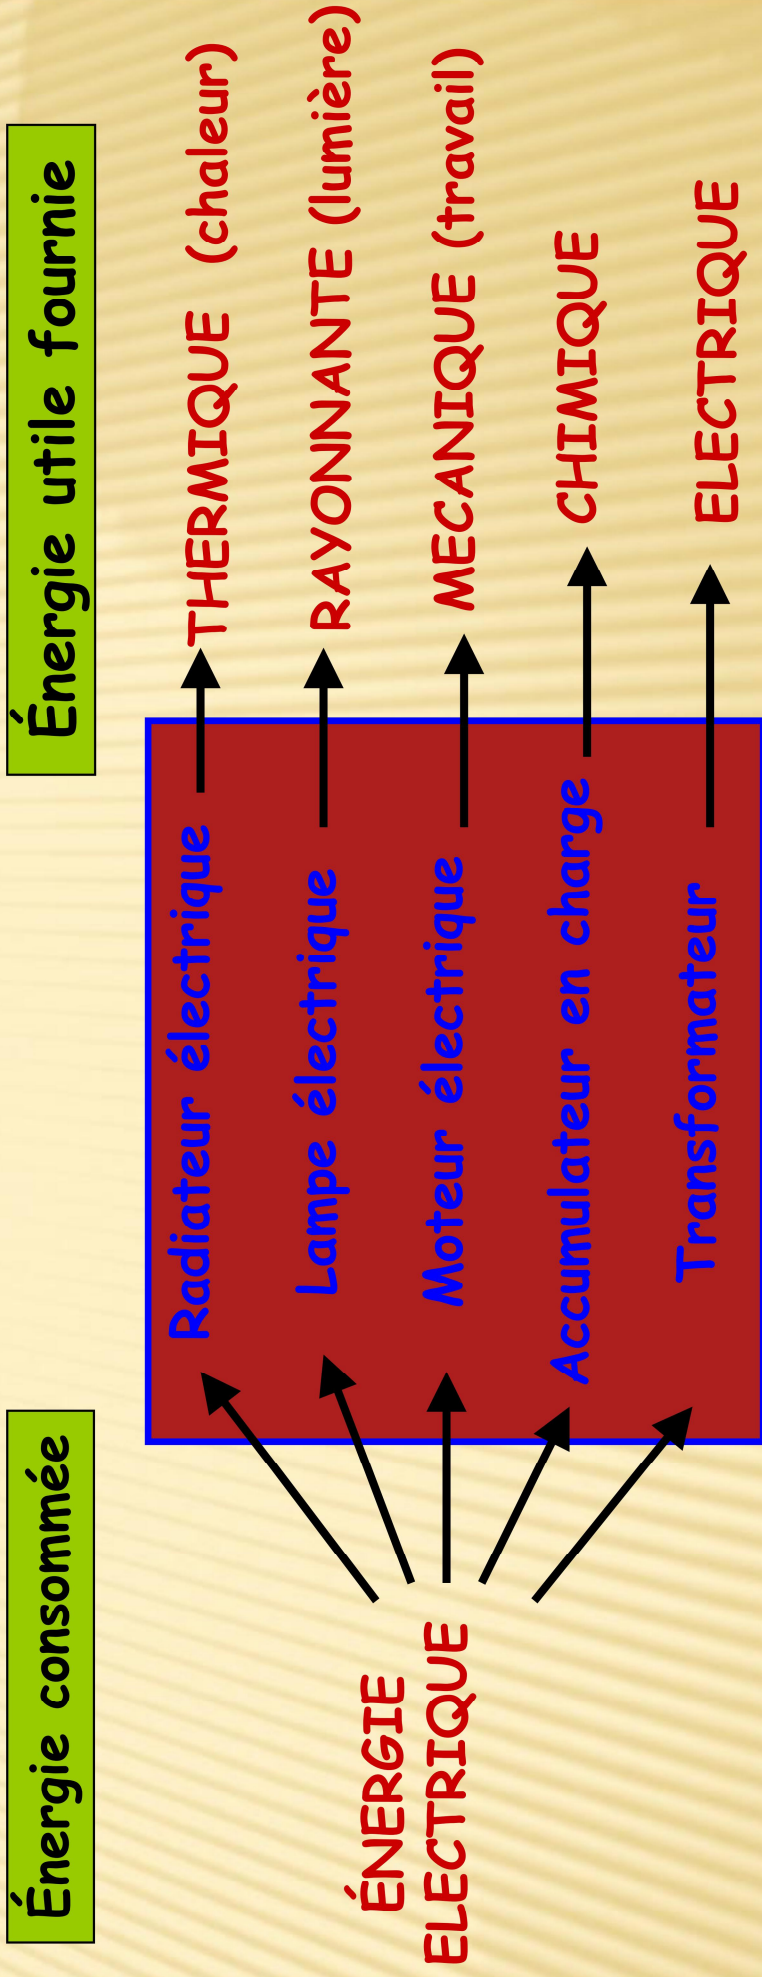 Énergie consommée
Énergie utile fournie
ÉNERGIE
ELECTRIQUE
Radiateur électrique
THERMIQUE (chaleur)
Lampe électrique
RAYONNANTE (lumière)
Moteur électrique
MECANIQUE (travail)
Accumulateur en charge
CHIMIQUE
Transformateur
ELECTRIQUE